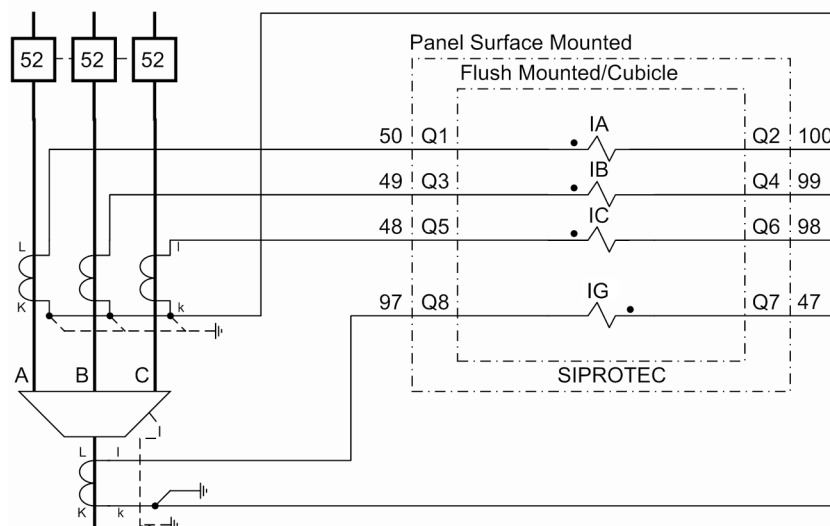 52 52 52
Panel Surface Mounted
Flush Mounted/Cubicle
50 Q1 IA Q2 100
49 Q3 IB Q4 99
48 Q5 IC Q6 98
L l
K k
97 Q8 IG Q7 47
A B C
SIPROTEC
L l
K k